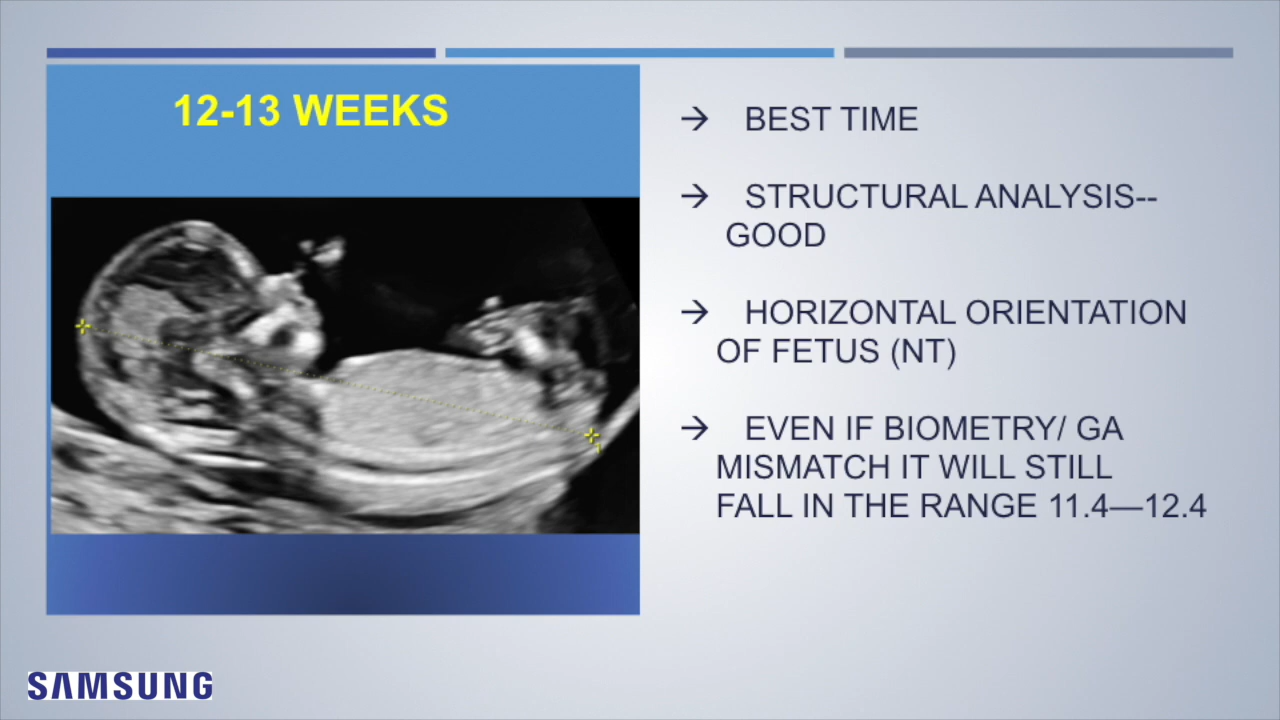 12-13 WEEKS
→ BEST TIME
→ STRUCTURAL ANALYSIS--
GOOD
→ HORIZONTAL ORIENTATION
OF FETUS (NT)
→ EVEN IF BIOMETRY/ GA
MISMATCH IT WILL STILL
FALL IN THE RANGE 11.4—12.4
1
SAMSUNG